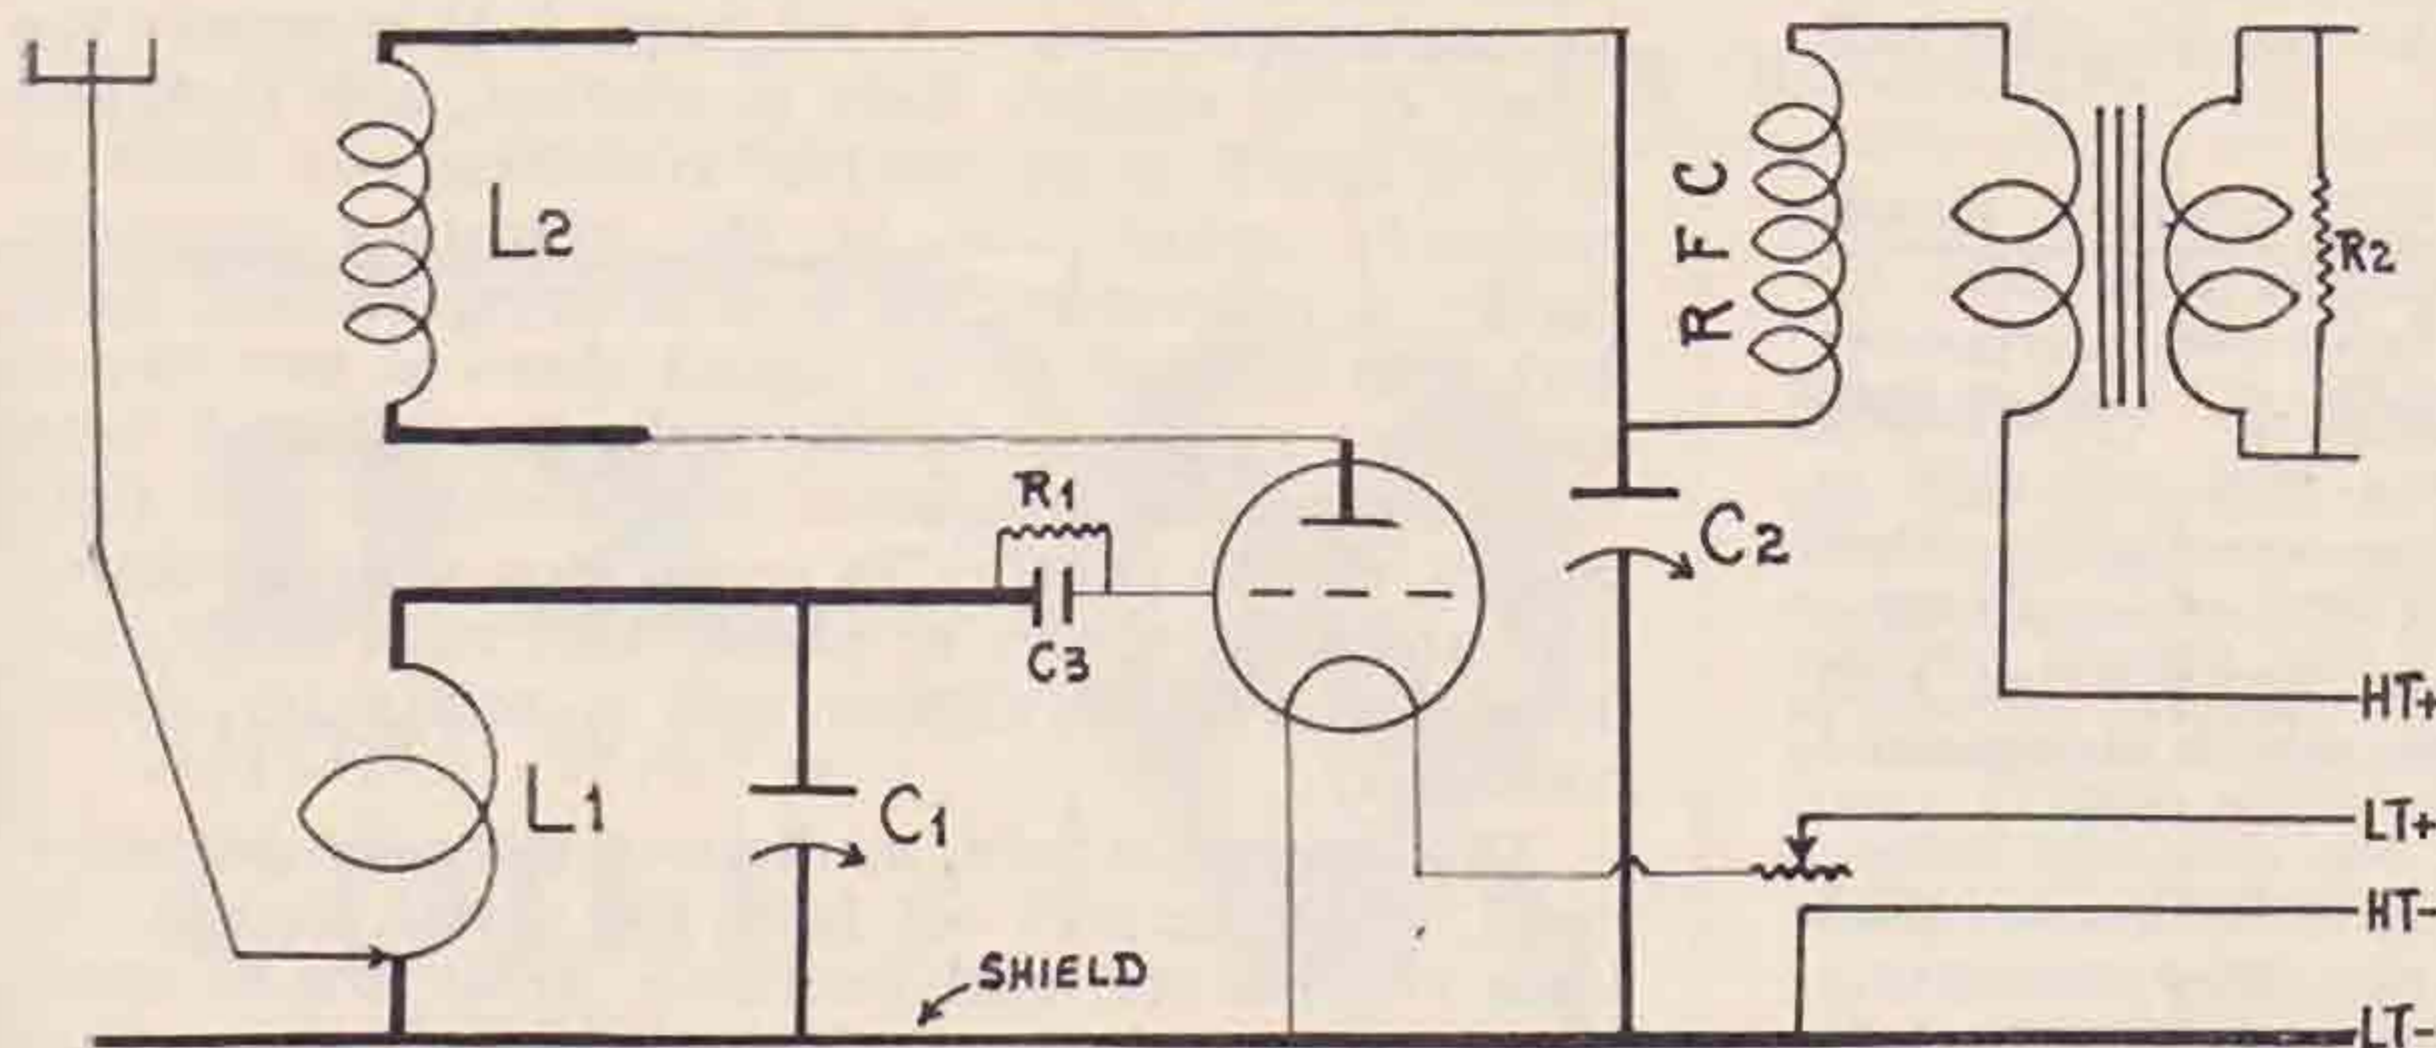 L2
RFC
R2
R1
C2
C3
HT+
L1
C1
LT+
HT-
SHIELD
LT-